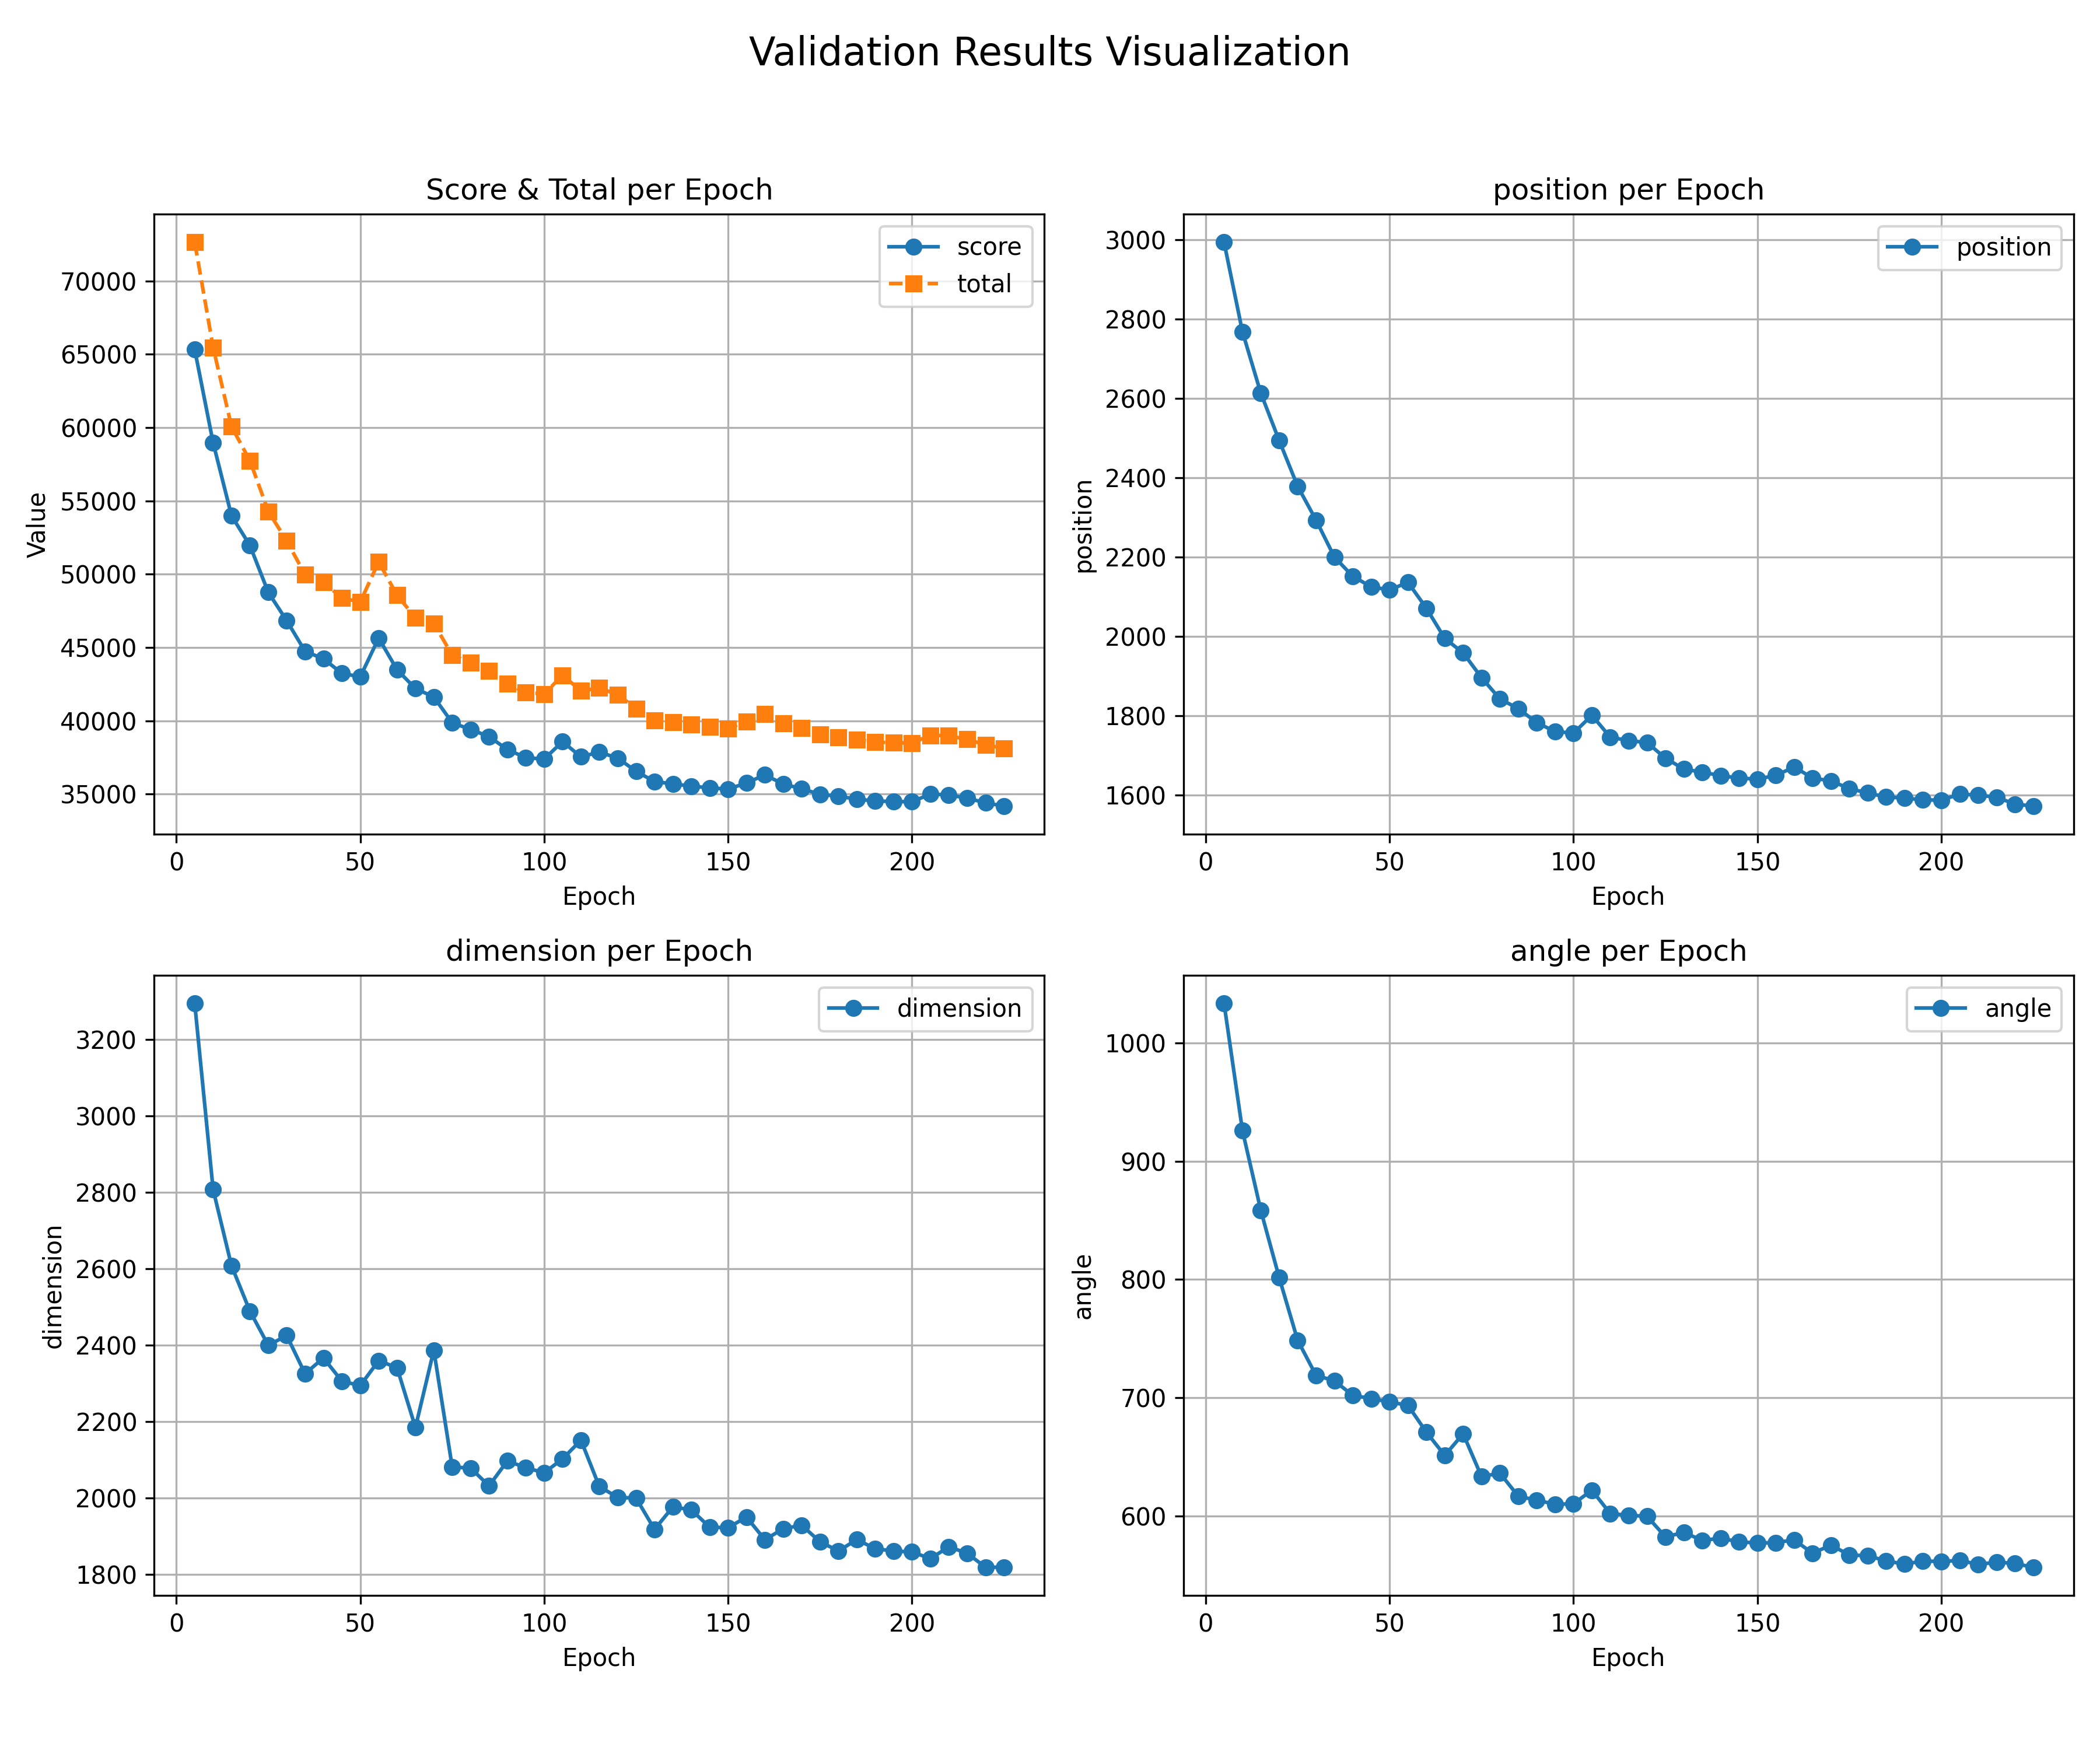 Validation Results Visualization
Score & Total per Epoch
score
total
Value
70000
65000
60000
55000
50000
45000
40000
35000
0 50 100 150 200
Epoch
position per Epoch
position
position
3000
2800
2600
2400
2200
2000
1800
1600
0 50 100 150 200
Epoch
dimension per Epoch
dimension
dimension
3200
3000
2800
2600
2400
2200
2000
1800
0 50 100 150 200
Epoch
angle per Epoch
angle
angle
1000
900
800
700
600
0 50 100 150 200
Epoch